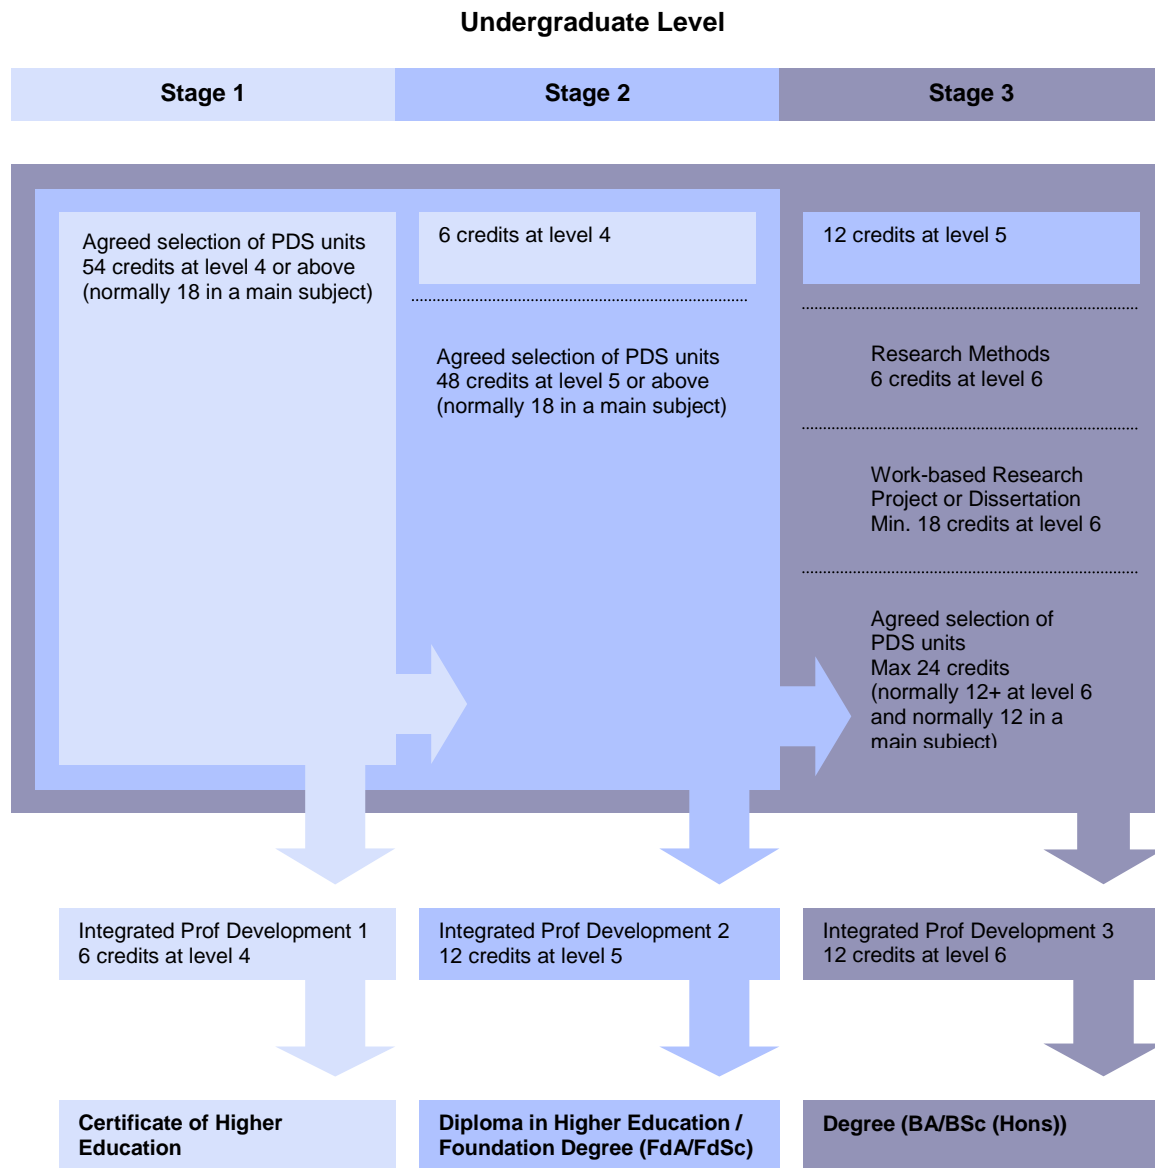 Undergraduate Level
Stage 1
Stage 2
Stage 3
Agreed selection of PDS units
54 credits at level 4 or above
(normally 18 in a main subject)
6 credits at level 4
Agreed selection of PDS units
48 credits at level 5 or above
(normally 18 in a main subject)
12 credits at level 5
Research Methods
6 credits at level 6
Work-based Research
Project or Dissertation
Min. 18 credits at level 6
Agreed selection of
PDS units
Max 24 credits
(normally 12+ at level 6
and normally 12 in a
main subject)
Integrated Prof Development 1
6 credits at level 4
Integrated Prof Development 2
12 credits at level 5
Integrated Prof Development 3
12 credits at level 6
Certificate of Higher
Education
Diploma in Higher Education /
Foundation Degree (FdA/FdSc)
Degree (BA/BSc (Hons))